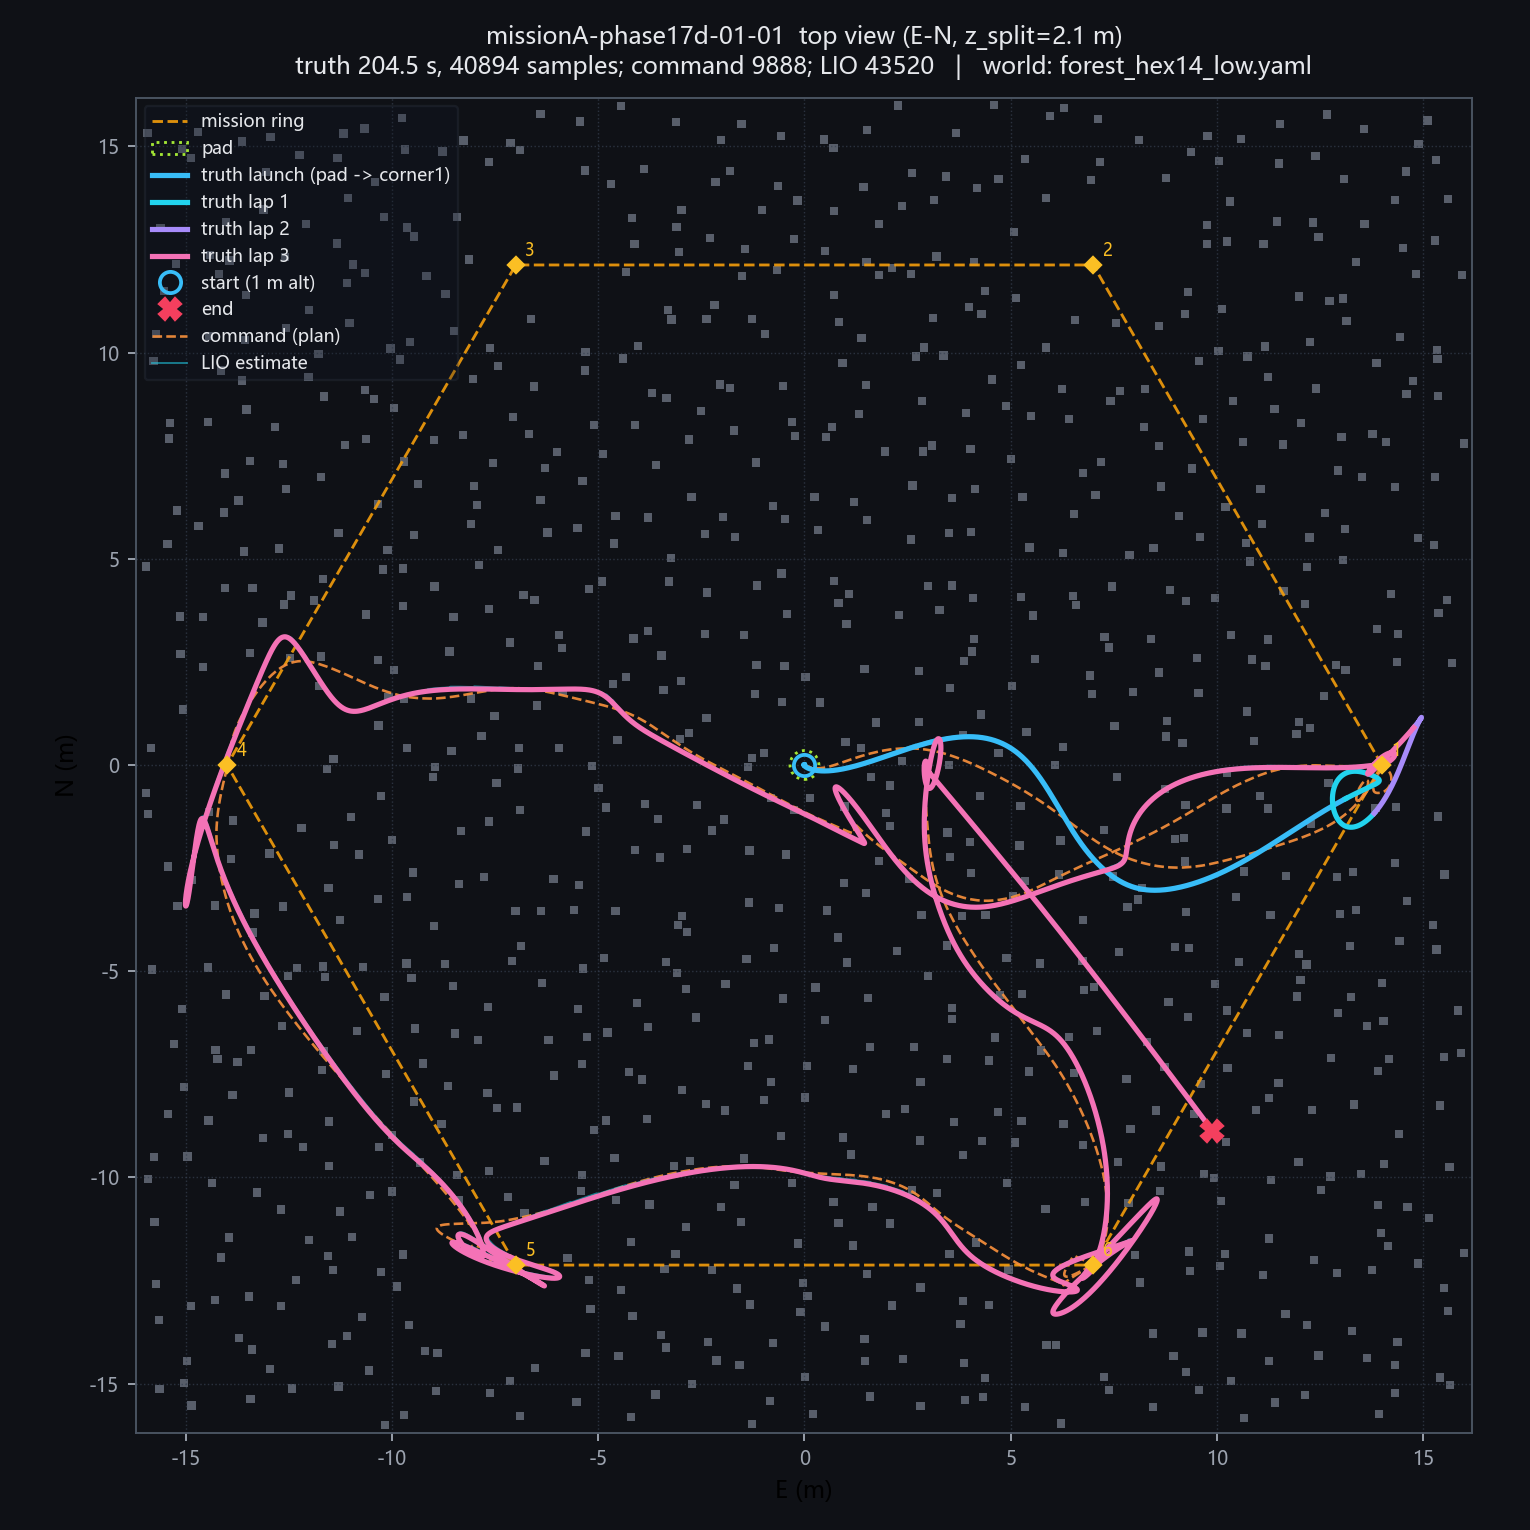 missionA-phase17d-01-01 top view (E-N, z_split=2.1 m)
truth 204.5 s, 40894 samples; command 9888; LIO 43520 | world: forest_hex14_low.yaml
mission ring
pad
truth launch (pad -> corner1)
truth lap 1
truth lap 2
truth lap 3
start (1 m alt)
end
command (plan)
LIO estimate
15
10
5
0
-5
-10
-15
N (m)
3
2
4
5
6
-15
-10
-5
0
5
10
15
E (m)